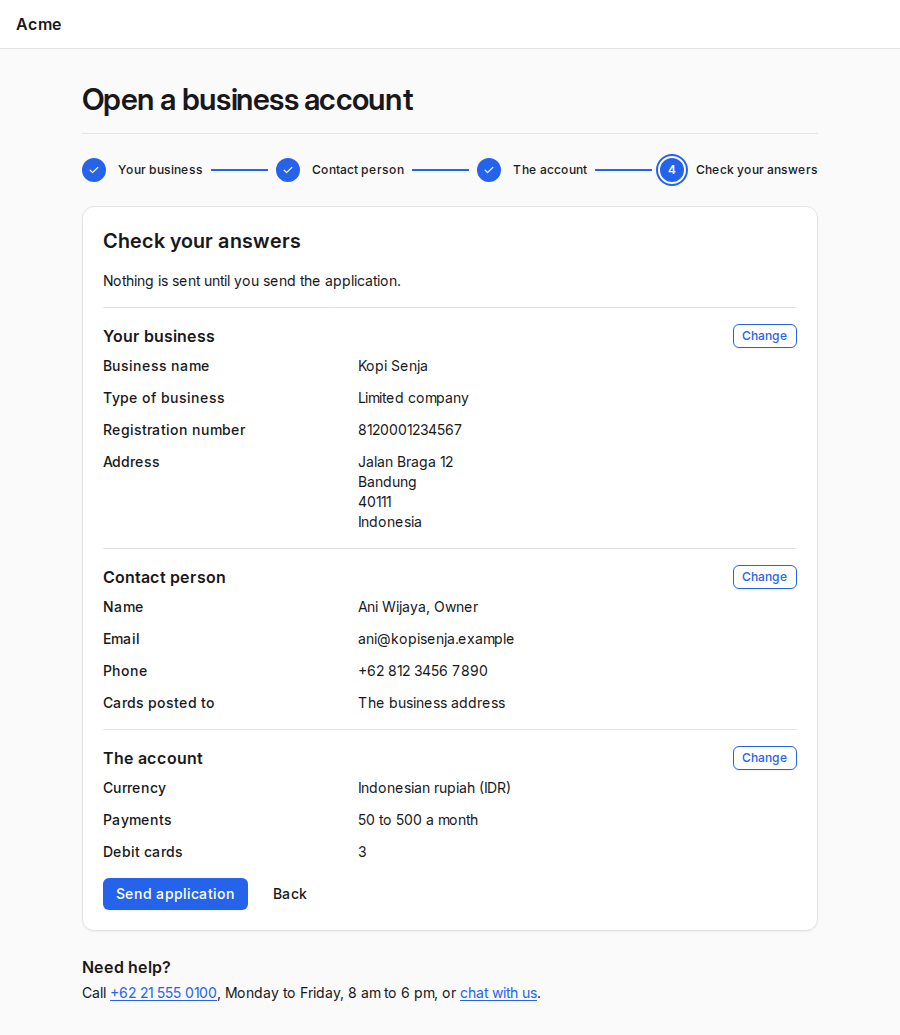 Acme
Open a business account
Your business
Contact person
The account
4 Check your answers
Check your answers
Nothing is sent until you send the application.
Your business Change
Business name Kopi Senja
Type of business Limited company
Registration number 8120001234567
Address Jalan Braga 12
Bandung
40111
Indonesia
Contact person Change
Name Ani Wijaya, Owner
Email ani@kopisenja.example
Phone +62 812 3456 7890
Cards posted to The business address
The account Change
Currency Indonesian rupiah (IDR)
Payments 50 to 500 a month
Debit cards 3
Send application Back
Need help?
Call +62 21 555 0100, Monday to Friday, 8 am to 6 pm, or chat with us.